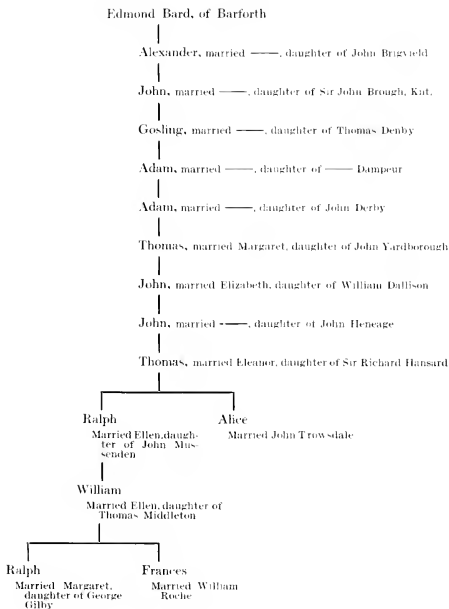 Edmond Bard, of Barforth
Alexander, married ——, daughter of John Brigvield
John, married ——, daughter of Sir John Brough, Knt.
Gosling, married ——, daughter of Thomas Denby
Adam, married ——, daughter of —— Dampeur
Adam, married ——, daughter of John Derby
Thomas, married Margaret, daughter of John Yardborough
John, married Elizabeth, daughter of William Dallison
John, married ——, daughter of John Heneage
Thomas, married Eleanor, daughter of Sir Richard Hansard
Ralph
Married Ellen, daugh-
ter of John Mus-
senden
Alice
Married John Trowsdale
William
Married Ellen, daughter of
Thomas Middleton
Ralph
Married Margaret,
daughter of George
Gilby
Frances
Married William
Roche